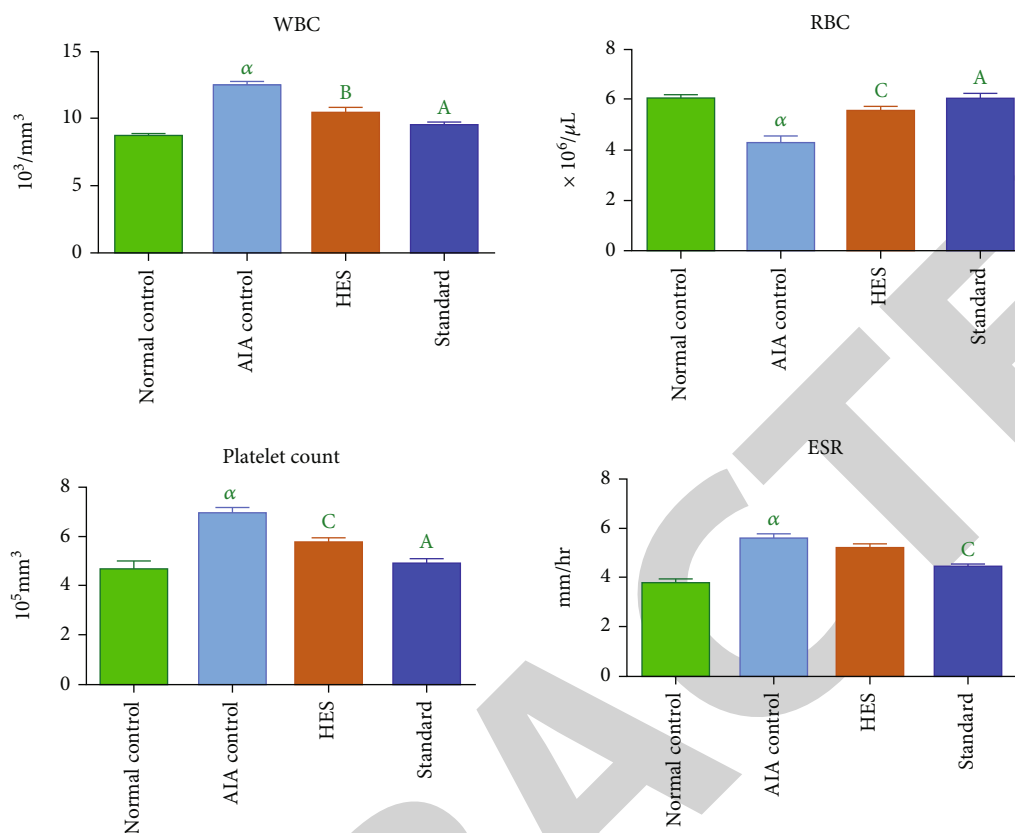 WBC
10³/mm³
15
10
5
0
α
B
A
Normal control
AIA control
HES
Standard
RBC
× 10⁶/μL
8
6
4
2
0
α
C
A
Normal control
AIA control
HES
Standard
Platelet count
10⁵mm³
8
6
4
2
0
α
C
A
Normal control
AIA control
HES
Standard
ESR
mm/hr
8
6
4
2
0
α
C
Normal control
AIA control
HES
Standard